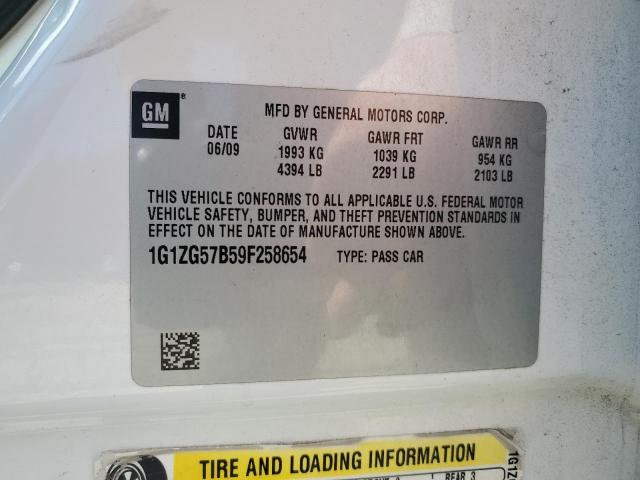 GM
MFD BY GENERAL MOTORS CORP.
DATE GVWR GAWR FRT GAWR RR
06/09 1993 KG 1039 KG 954 KG
4394 LB 2291 LB 2103 LB
THIS VEHICLE CONFORMS TO ALL APPLICABLE U.S. FEDERAL MOTOR
VEHICLE SAFETY, BUMPER, AND THEFT PREVENTION STANDARDS IN
EFFECT ON THE DATE OF MANUFACTURE SHOWN ABOVE.
1G1ZG57B59F258654 TYPE: PASS CAR
TIRE AND LOADING INFORMATION
REAR 3